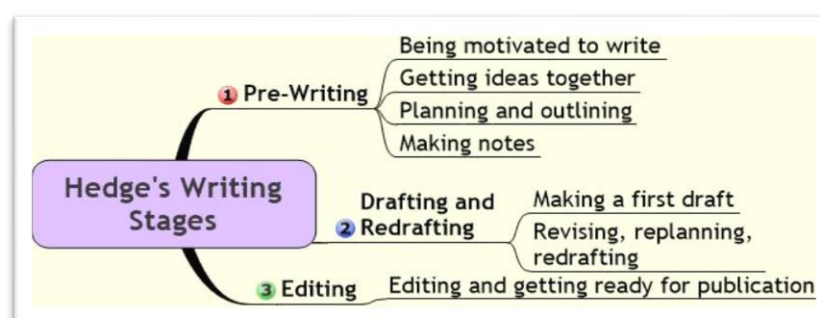 Hedge's Writing
Stages
1 Pre-Writing
Being motivated to write
Getting ideas together
Planning and outlining
Making notes
2 Drafting and
Redrafting
Making a first draft
Revising, replanning,
redrafting
3 Editing
Editing and getting ready for publication